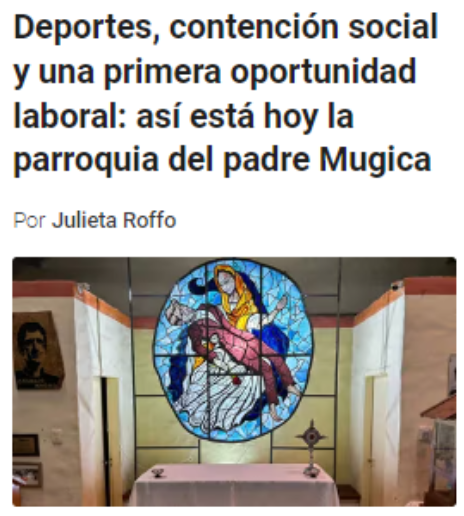 Deportes, contención social
y una primera oportunidad
laboral: así está hoy la
parroquia del padre Mugica
Por Julieta Roffo